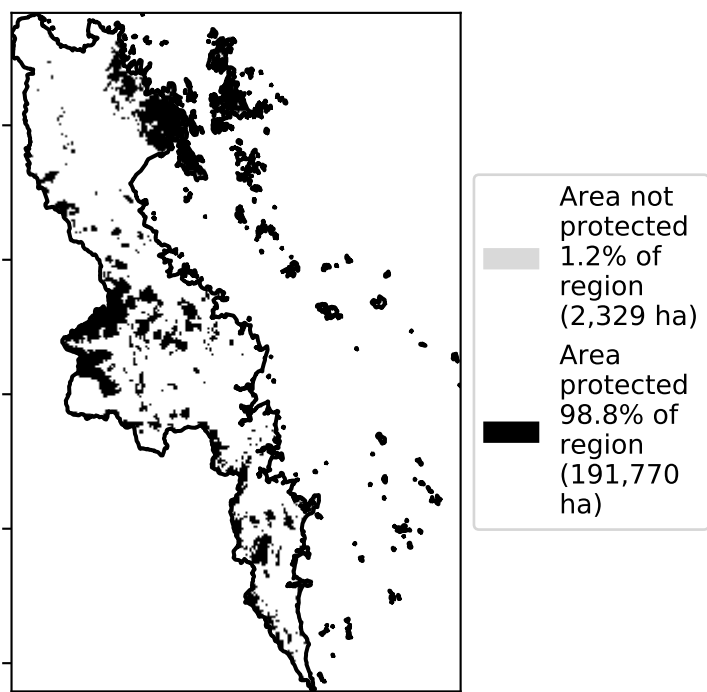 Area not
protected
1.2% of
region
(2,329 ha)
Area
protected
98.8% of
region
(191,770
ha)